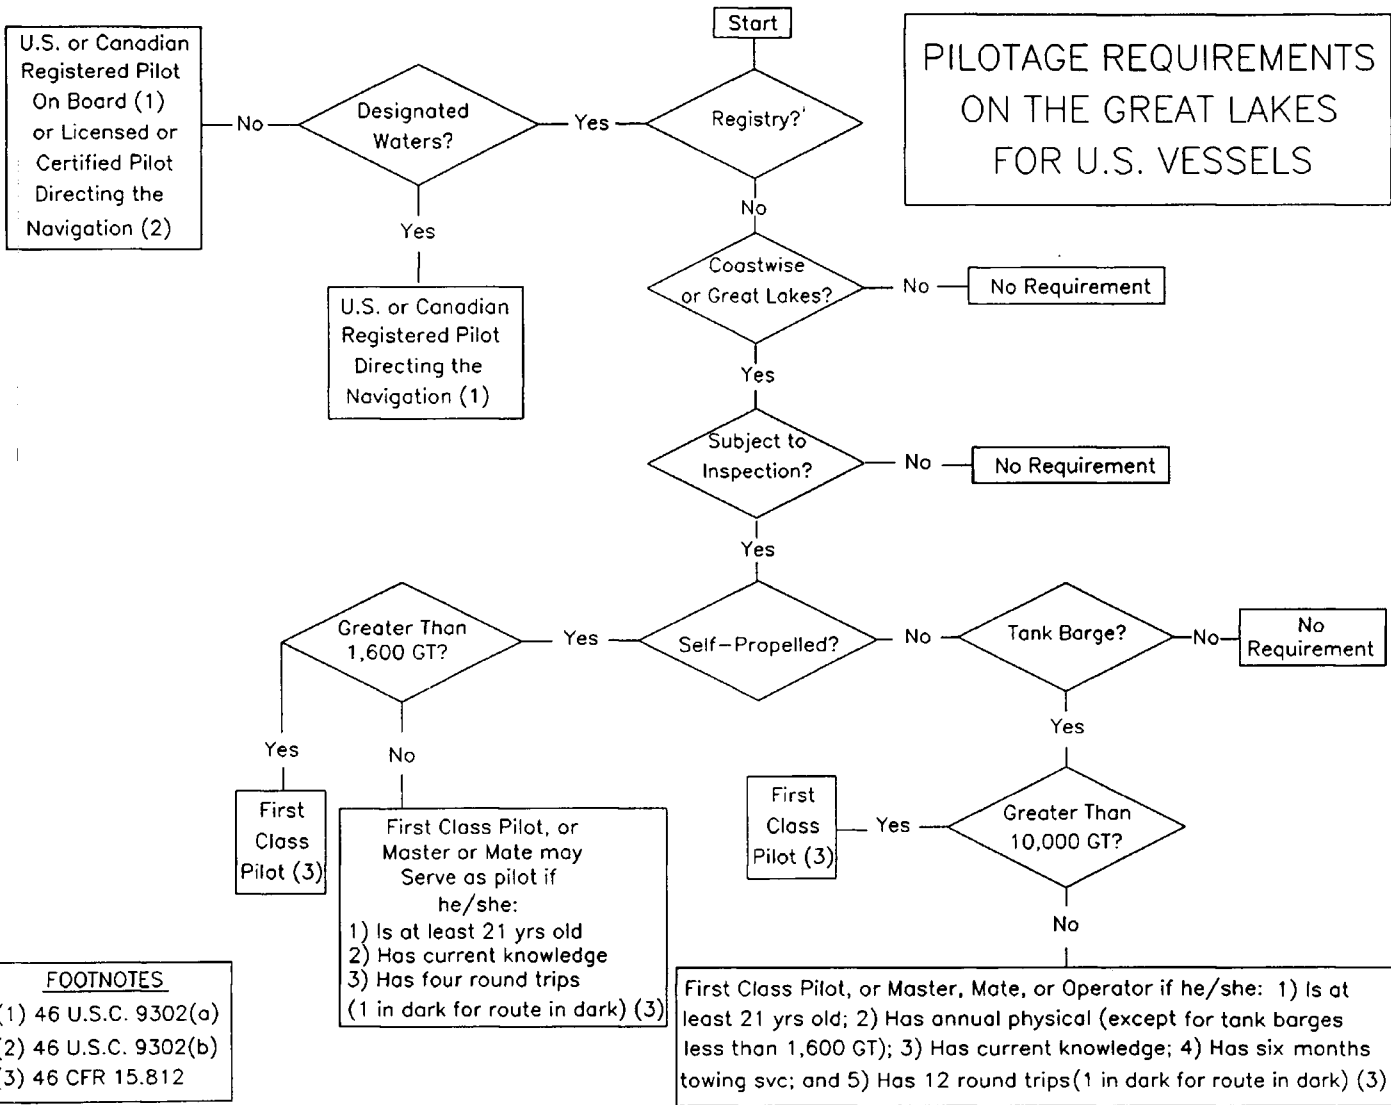 Start
PILOTAGE REQUIREMENTS
ON THE GREAT LAKES
FOR U.S. VESSELS
U.S. or Canadian
Registered Pilot
On Board (1)
or Licensed or
Certified Pilot
Directing the
Navigation (2)
No
Designated
Waters?
Yes
Registry?
Yes
No
U.S. or Canadian
Registered Pilot
Directing the
Navigation (1)
Coastwise
or Great Lakes?
No
No Requirement
Yes
Subject to
Inspection?
No
No Requirement
Yes
Greater Than
1,600 GT?
Yes
Self-Propelled?
No
Tank Barge?
No
No
Requirement
Yes
No
Yes
First
Class
Pilot (3)
First Class Pilot, or
Master or Mate may
Serve as pilot if
he/she:
1) Is at least 21 yrs old
2) Has current knowledge
3) Has four round trips
(1 in dark for route in dark) (3)
First
Class
Pilot (3)
Yes
Greater Than
10,000 GT?
No
First Class Pilot, or Master, Mate, or Operator if he/she: 1) Is at
least 21 yrs old; 2) Has annual physical (except for tank barges
less than 1,600 GT); 3) Has current knowledge; 4) Has six months
towing svc; and 5) Has 12 round trips(1 in dark for route in dark) (3)
FOOTNOTES
(1) 46 U.S.C. 9302(a)
(2) 46 U.S.C. 9302(b)
(3) 46 CFR 15.812